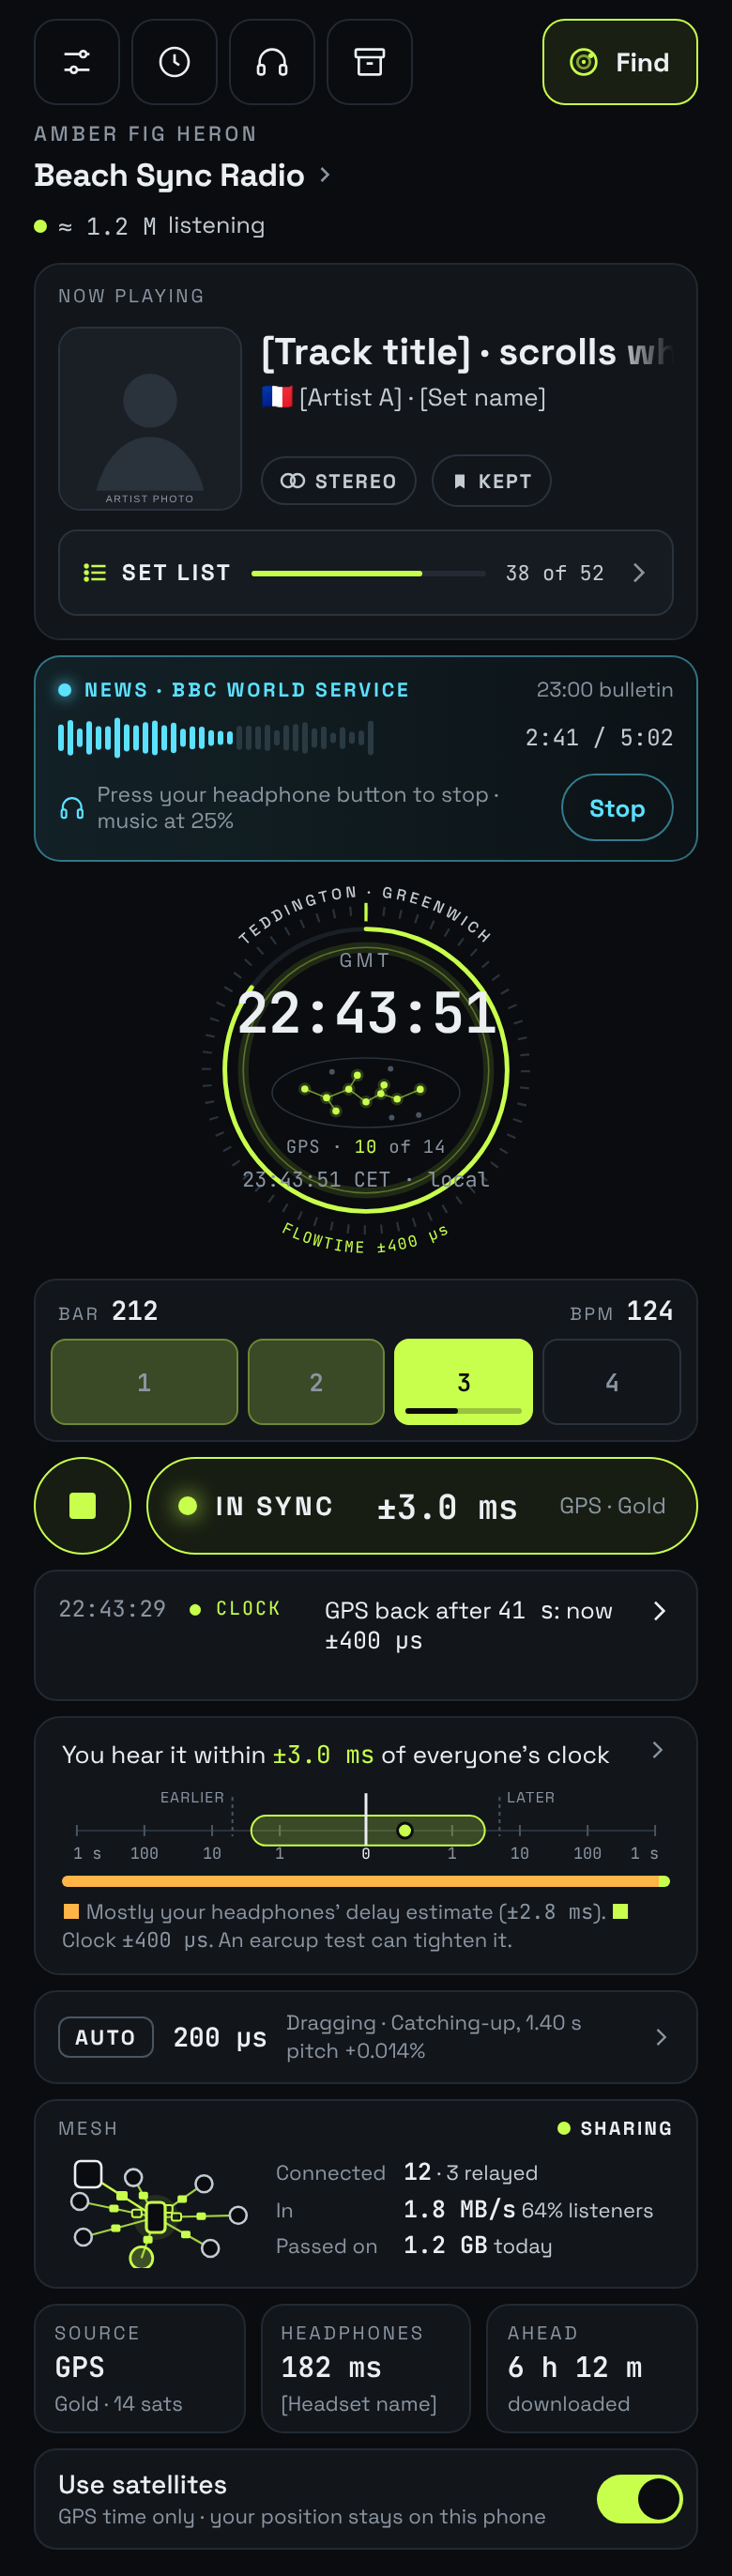 Find
AMBER FIG HERON
Beach Sync Radio
≈ 1.2 M listening
NOW PLAYING
[Track title] · scrolls wh
[Artist A] · [Set name]
ARTIST PHOTO
STEREO
KEPT
SET LIST
38 of 52
NEWS · BBC WORLD SERVICE
23:00 bulletin
2:41 / 5:02
Press your headphone button to stop ·
music at 25%
Stop
TEDDINGTON · GREENWICH
GMT
22:43:51
GPS · 10 of 14
23:43:51 CET · local
FLOWTIME ±400 µs
BAR 212
BPM 124
1
2
3
4
IN SYNC
±3.0 ms
GPS · Gold
22:43:29
CLOCK
GPS back after 41 s: now
±400 µs
You hear it within ±3.0 ms of everyone's clock
EARLIER
LATER
1 s 100 10 1 0 1 10 100 1 s
Mostly your headphones' delay estimate (±2.8 ms).
Clock ±400 µs. An earcup test can tighten it.
AUTO
200 µs
Dragging · Catching-up, 1.40 s
pitch +0.014%
MESH
SHARING
Connected 12 · 3 relayed
In 1.8 MB/s 64% listeners
Passed on 1.2 GB today
SOURCE
GPS
Gold · 14 sats
HEADPHONES
182 ms
[Headset name]
AHEAD
6 h 12 m
downloaded
Use satellites
GPS time only · your position stays on this phone